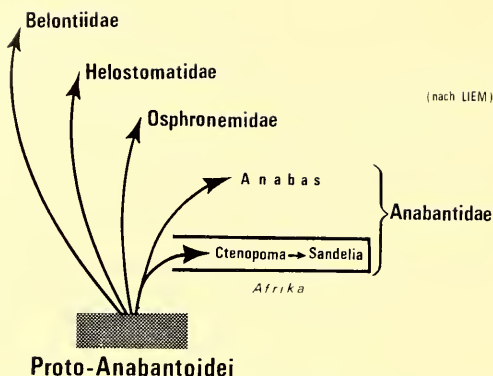 Belontiidae
Helostomatidae
(nach LIEM)
Osphronemidae
Anabas
Anabantidae
Ctenopoma → Sandelia
Afrika
Proto-Anabantoidei